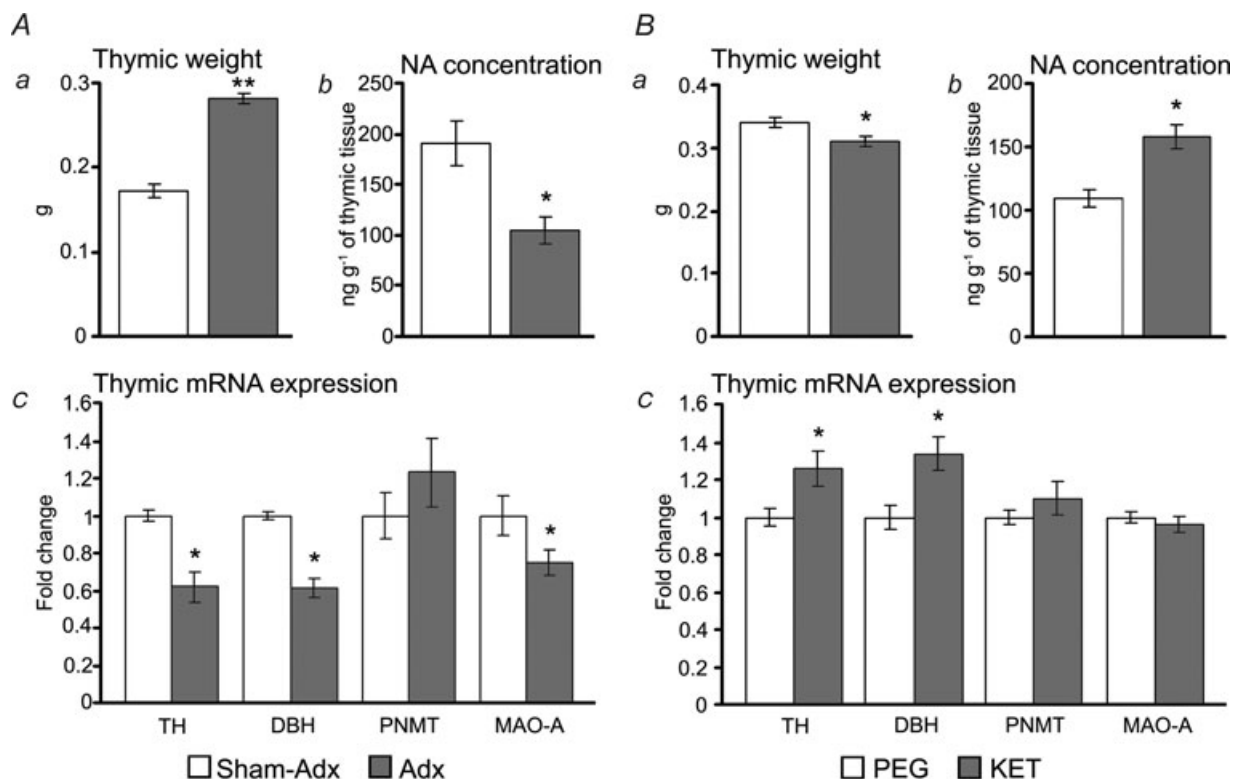 A
Thymic weight
a
0.3
0.2
0.1
0
g
**
NA concentration
b
250
200
150
100
50
0
ng g⁻¹ of thymic tissue
*
Thymic mRNA expression
c
1.6
1.4
1.2
1
0.8
0.6
0.4
0.2
0
Fold change
*
*
*
TH DBH PNMT MAO-A
Sham-Adx Adx
B
Thymic weight
a
0.4
0.3
0.2
0.1
0
g
*
NA concentration
b
200
150
100
50
0
ng g⁻¹ of thymic tissue
*
Thymic mRNA expression
c
1.6
1.4
1.2
1
0.8
0.6
0.4
0.2
0
Fold change
*
*
TH DBH PNMT MAO-A
PEG KET